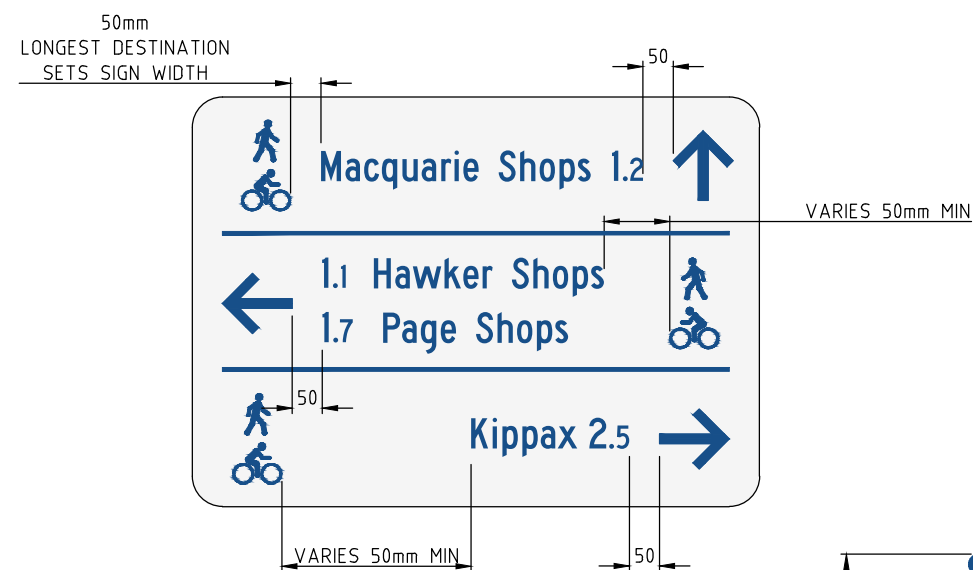 50mm
LONGEST DESTINATION
SETS SIGN WIDTH
50
Macquarie Shops 1.2
VARIES 50mm MIN
1.1 Hawker Shops
1.7 Page Shops
50
Kippax 2.5
VARIES 50mm MIN
50